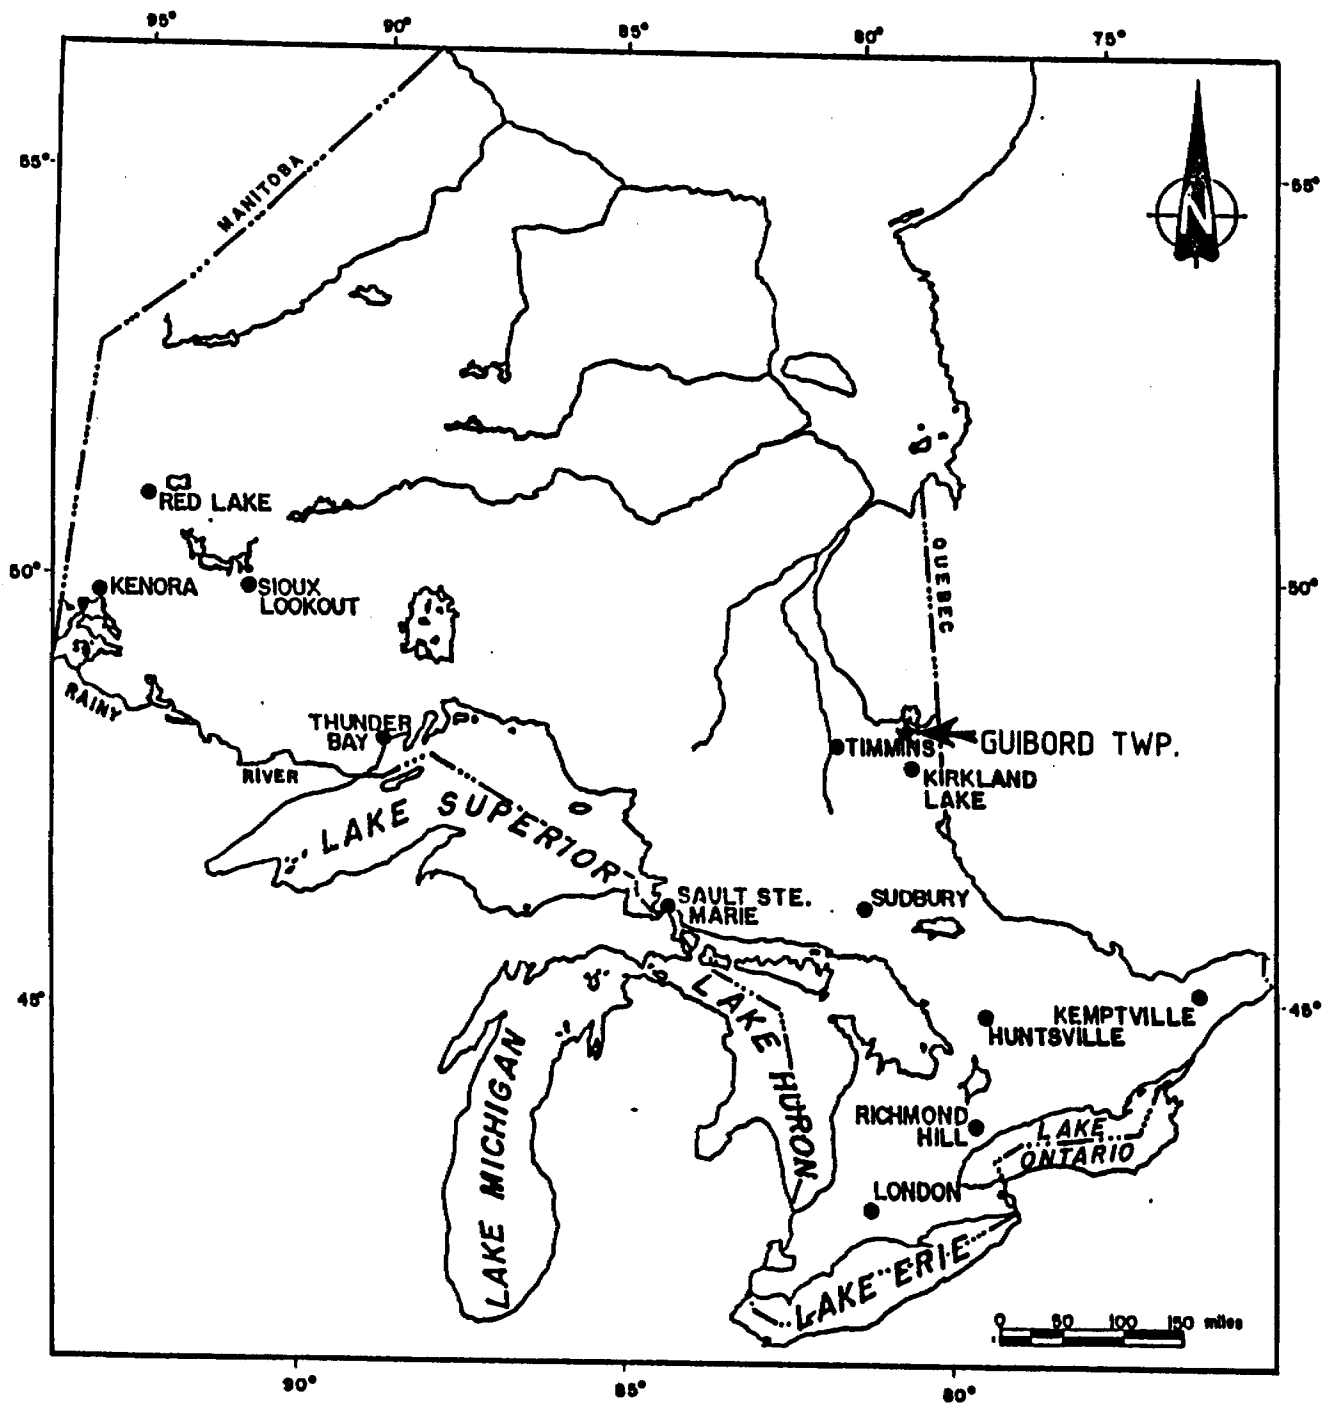 95° 90° 85° 80° 75°
55° 55°
MANITOBA
N
RED LAKE
50° 50°
KENORA
SIOUX
LOOKOUT
QUEBEC
RAINY
RIVER
THUNDER
BAY
TIMMINS
GUIBORD TWP.
KIRKLAND
LAKE
LAKE SUPERIOR
SAULT STE.
MARIE
SUDBURY
45° 45°
KEMPTVILLE
HUNTSVILLE
LAKE HURON
LAKE MICHIGAN
RICHMOND
HILL
LAKE
ONTARIO
LONDON
LAKE ERIE
0 50 100 150 miles
90° 85° 80°